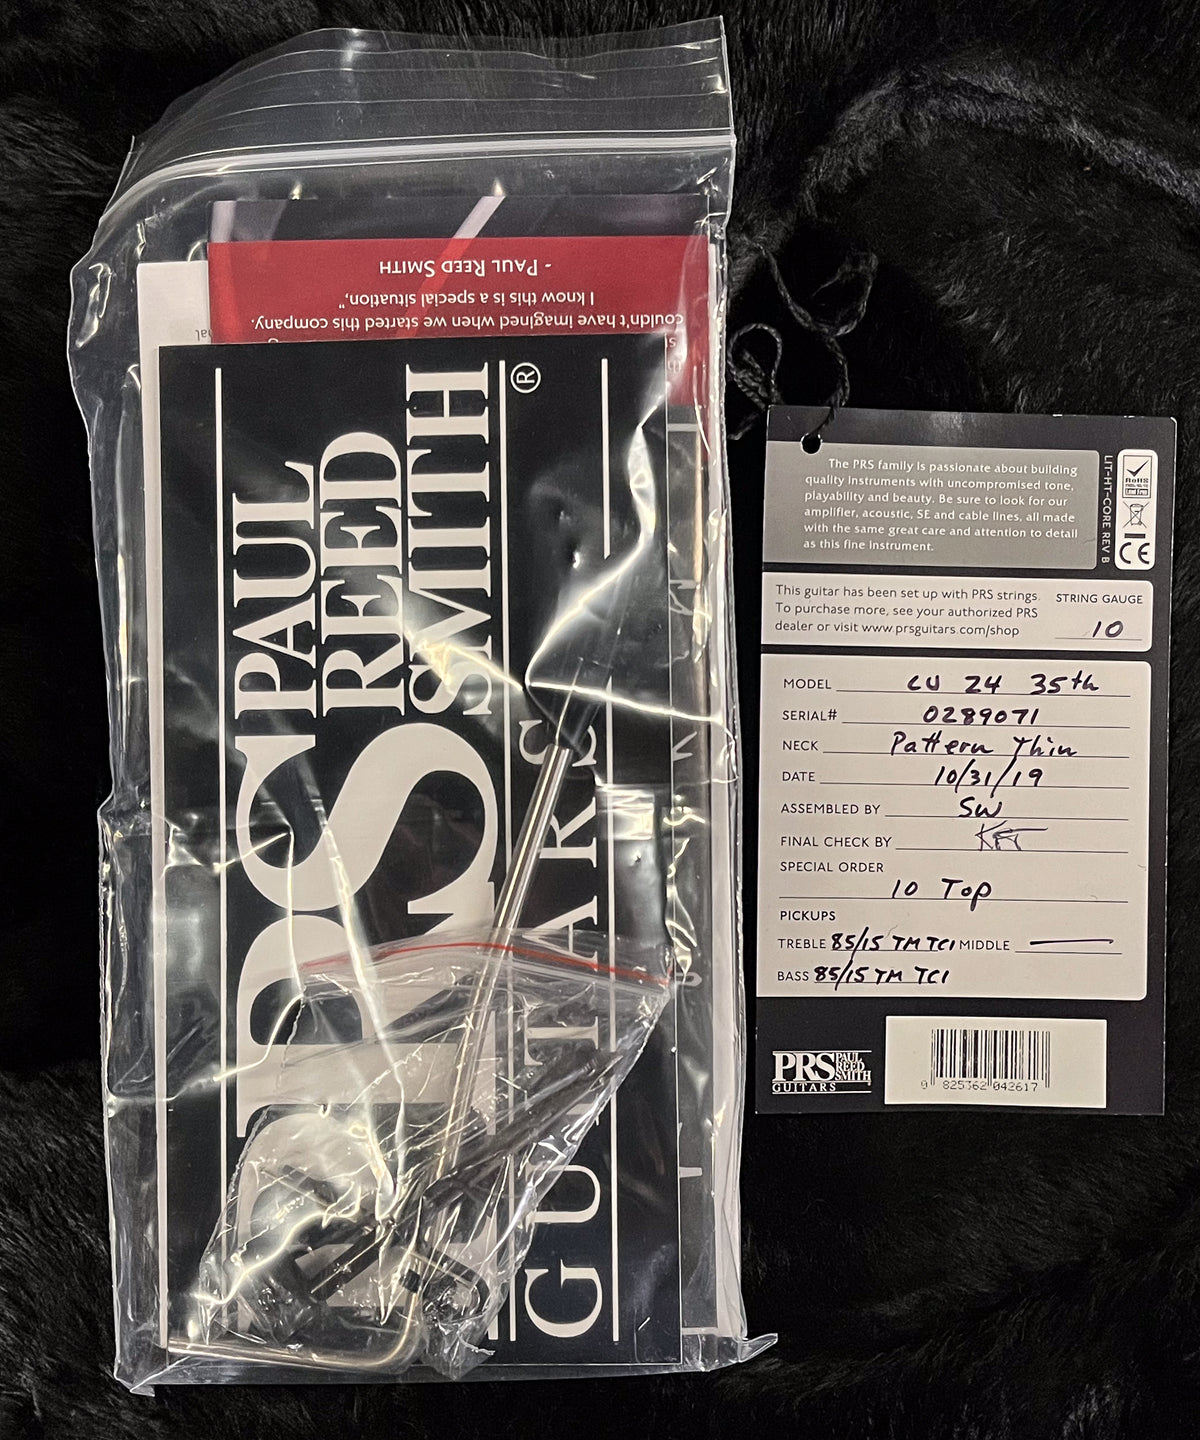 - PAUL REED SMITH
I know this is a special situation,"
couldn't have imagined when we started this company.
PRS PAUL
REED
SMITH ®
GUITARS
The PRS family is passionate about building
quality instruments with uncompromised tone,
playability and beauty. Be sure to look for our
amplifier, acoustic, SE and cable lines, all made
with the same great care and attention to detail
as this fine instrument.
LIT-HT-CORE REV B
RoHS
CE
This guitar has been set up with PRS strings.
To purchase more, see your authorized PRS
dealer or visit www.prsguitars.com/shop
STRING GAUGE
10
MODEL CU 24 35th
SERIAL# 0289071
NECK Pattern Thin
DATE 10/31/19
ASSEMBLED BY SW
FINAL CHECK BY
SPECIAL ORDER
10 Top
PICKUPS
TREBLE 85/15 TM TCI MIDDLE
BASS 85/15 TM TCI
PRS PAUL
REED
SMITH
GUITARS
0 825362 042617